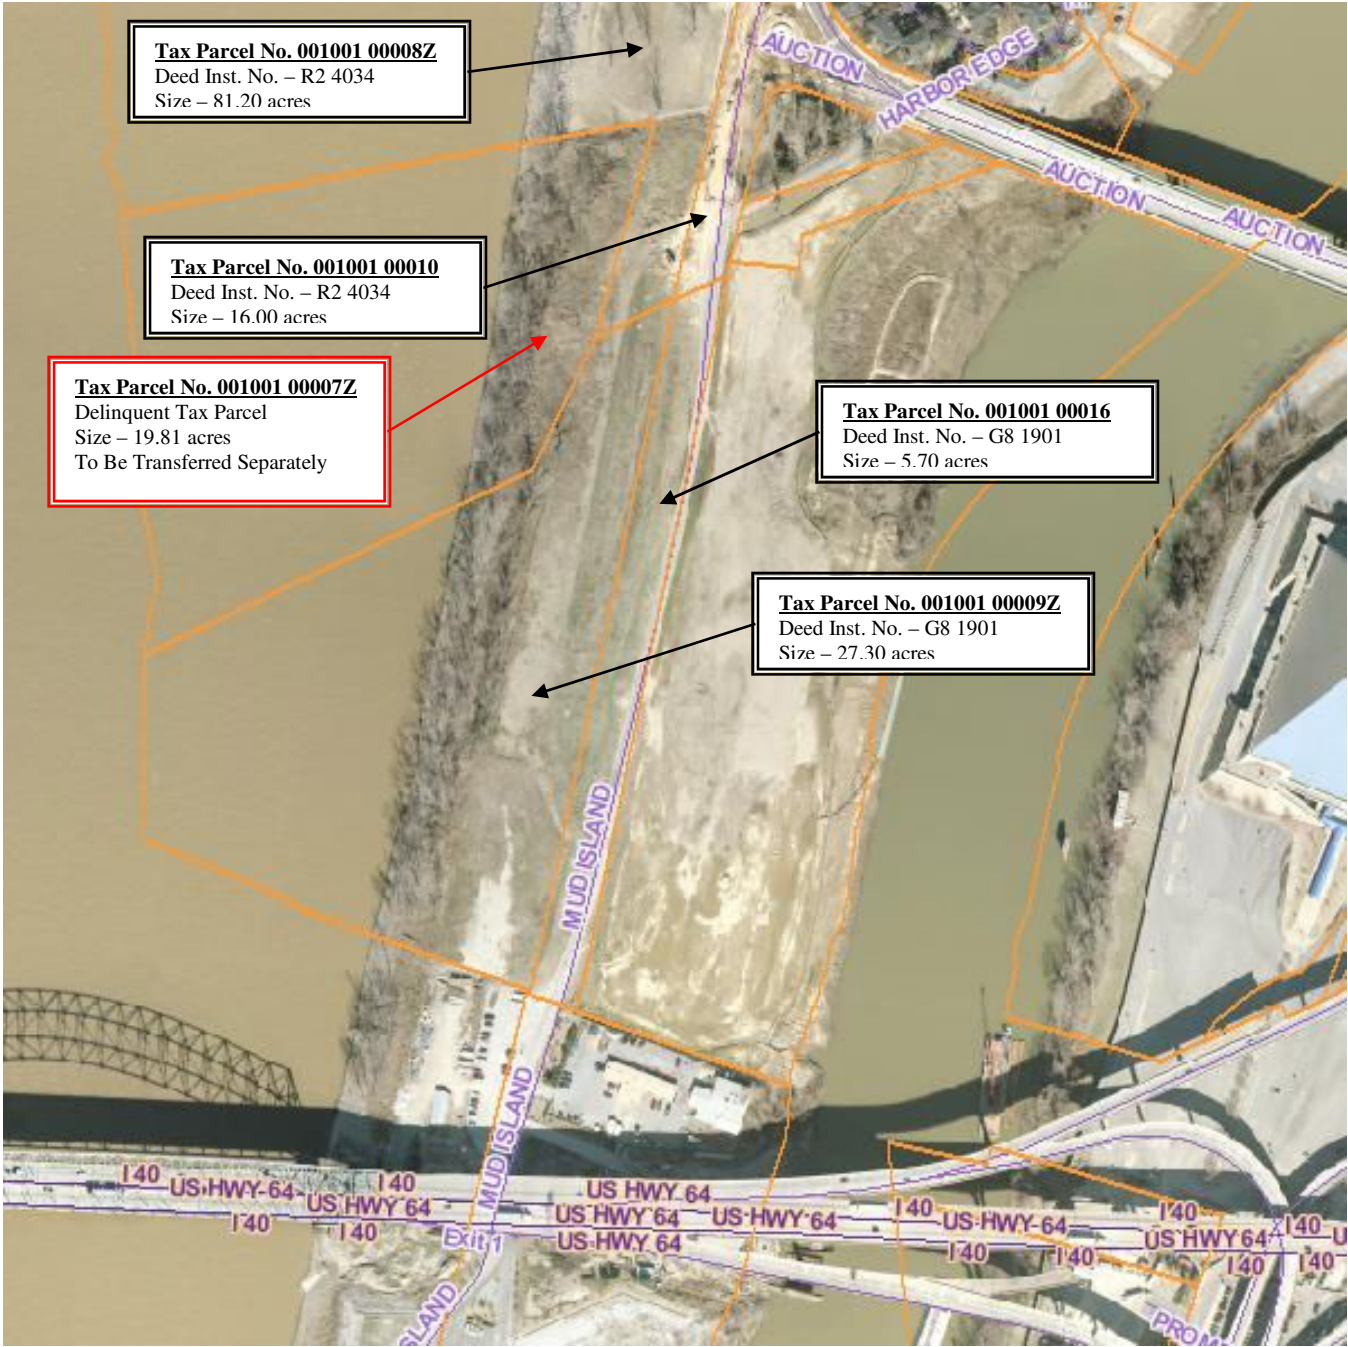 Tax Parcel No. 001001 00008Z
Deed Inst. No. – R2 4034
Size – 81.20 acres
AUCTION
HARBOR EDGE
AUCTION
AUCTION
Tax Parcel No. 001001 00010
Deed Inst. No. – R2 4034
Size – 16.00 acres
Tax Parcel No. 001001 00007Z
Delinquent Tax Parcel
Size – 19.81 acres
To Be Transferred Separately
Tax Parcel No. 001001 00016
Deed Inst. No. – G8 1901
Size – 5.70 acres
Tax Parcel No. 001001 00009Z
Deed Inst. No. – G8 1901
Size – 27.30 acres
MUD ISLAND
MUD ISLAND
I 40
US HWY 64
I 40
US HWY 64
US HWY 64
I 40
I 40
I 40
US HWY 64
US HWY 64
US HWY 64
Exit 1
US HWY 64
I 40
I 40
I 40
US HWY 64
I 40
I 40
I 40
US HWY 64
I 40
I 40
ISLAND